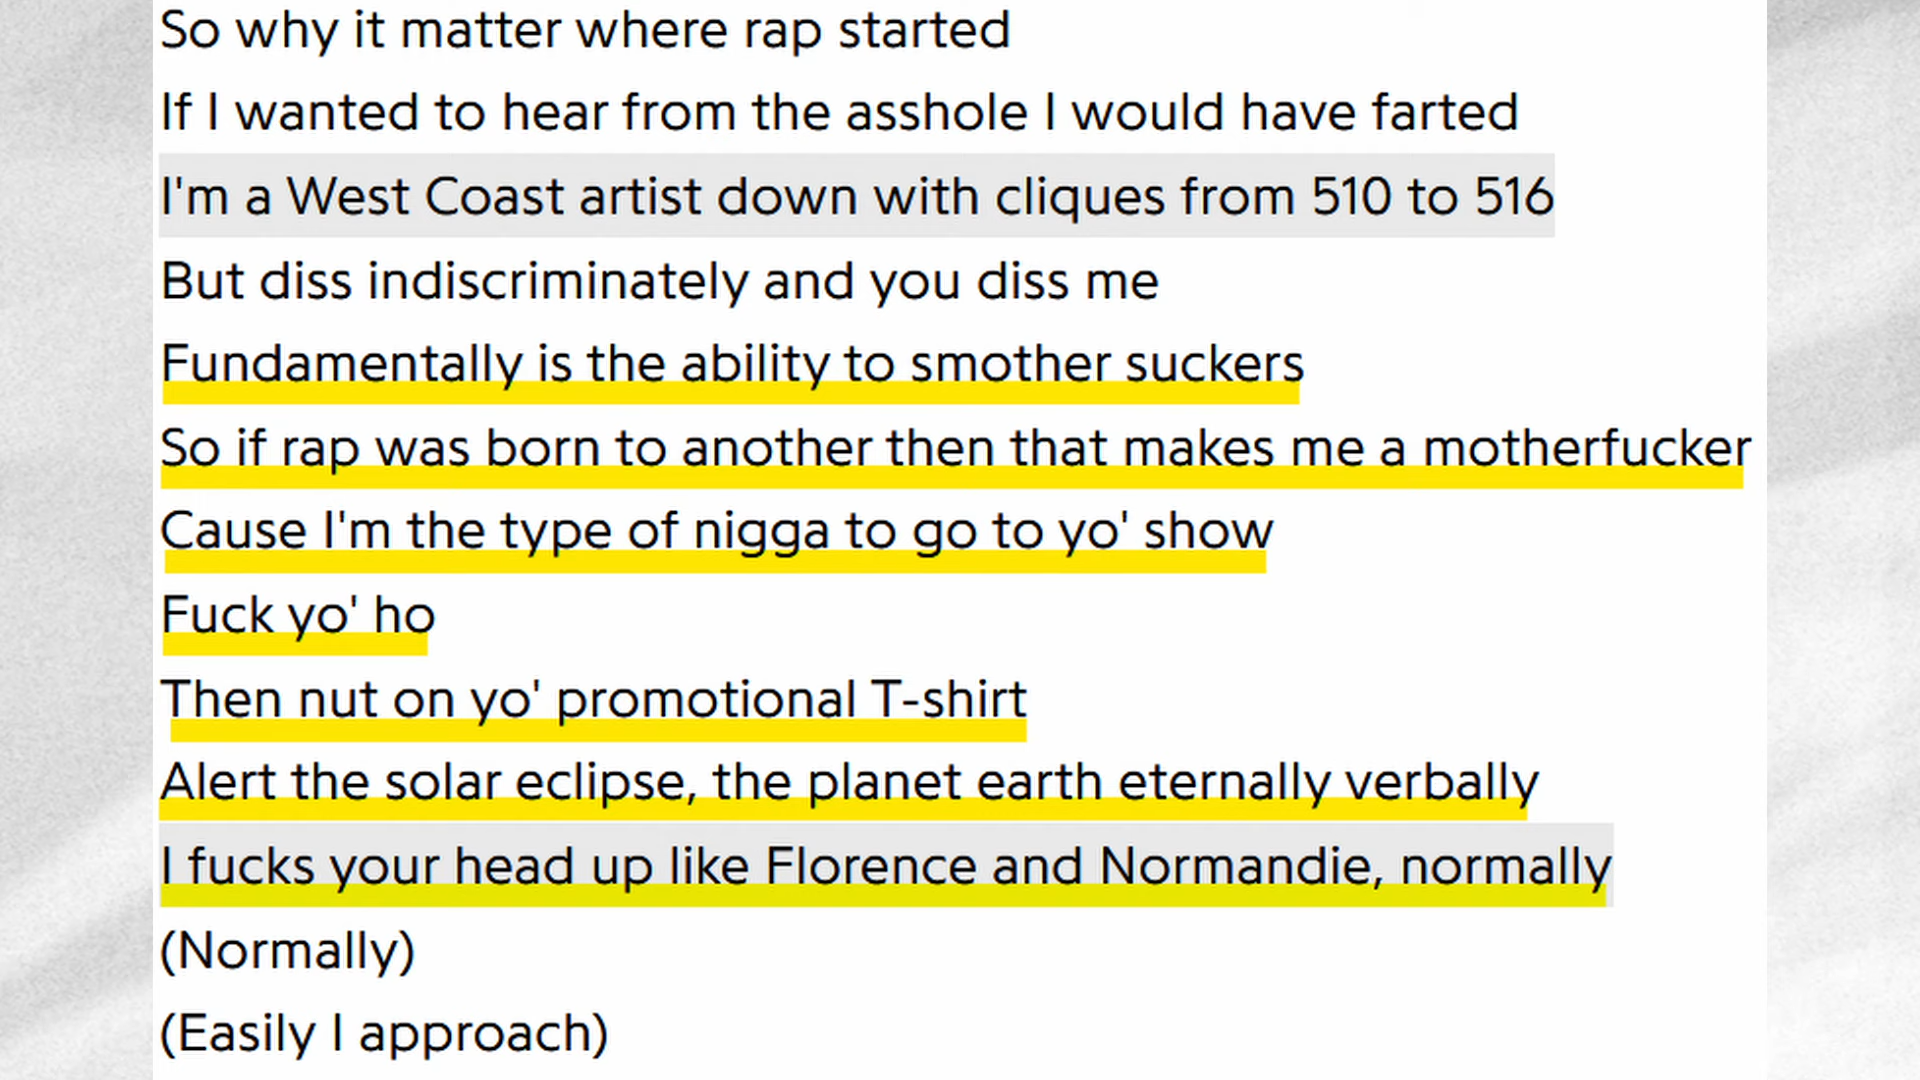 So why it matter where rap started
If I wanted to hear from the asshole I would have farted
I'm a West Coast artist down with cliques from 510 to 516
But diss indiscriminately and you diss me
Fundamentally is the ability to smother suckers
So if rap was born to another then that makes me a motherfucker
Cause I'm the type of nigga to go to yo' show
Fuck yo' ho
Then nut on yo' promotional T-shirt
Alert the solar eclipse, the planet earth eternally verbally
I fucks your head up like Florence and Normandie, normally
(Normally)
(Easily I approach)